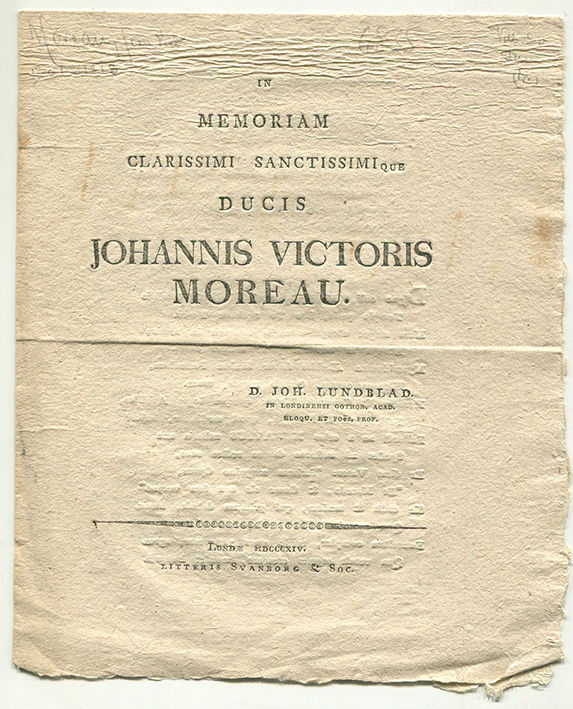 Moreau
IN
MEMORIAM
CLARISSIMI SANCTISSIMIQUE
DUCIS
JOHANNIS VICTORIS
MOREAU.
D. JOH. LUNDBLAD.
IN LONDINENSI GOTHOR. ACAD.
ELOQU. ET POËS. PROF.
LUNDÆ MDCCCXIV.
LITTERIS SVANBORG & SOC.